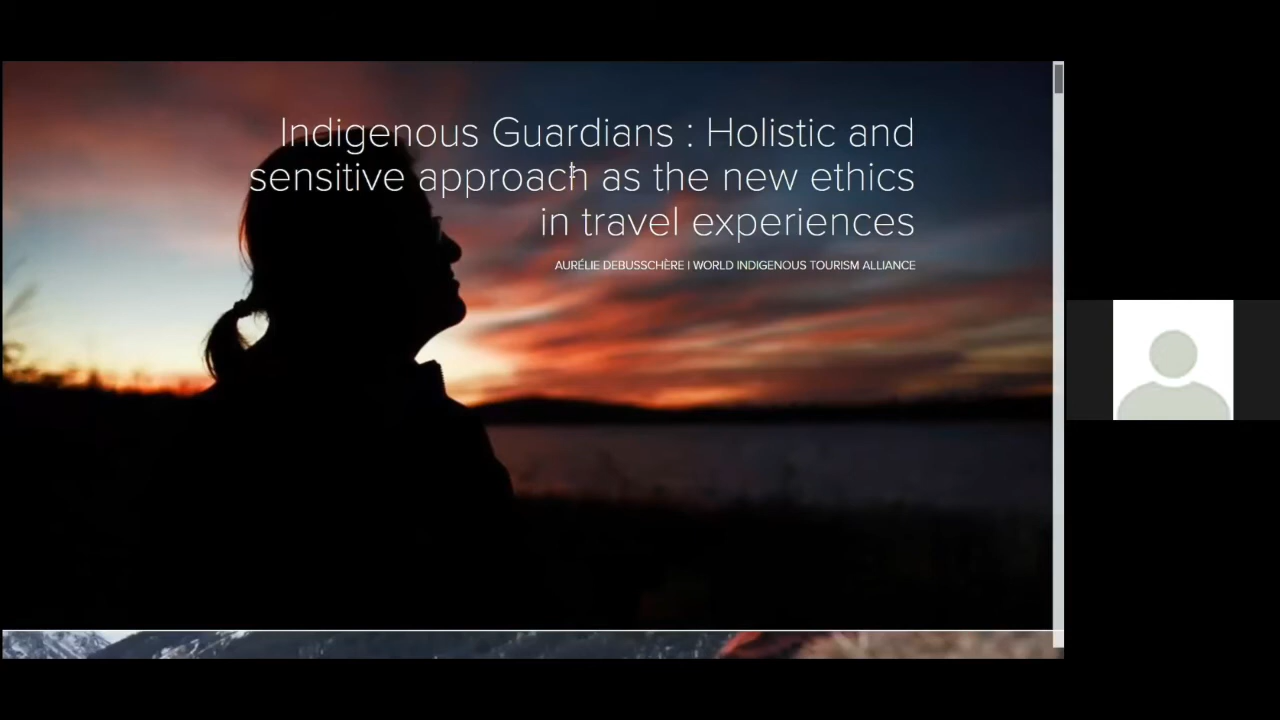 Indigenous Guardians : Holistic and
sensitive approach as the new ethics
in travel experiences
AURÉLIE DEBUSSCHÈRE I WORLD INDIGENOUS TOURISM ALLIANCE